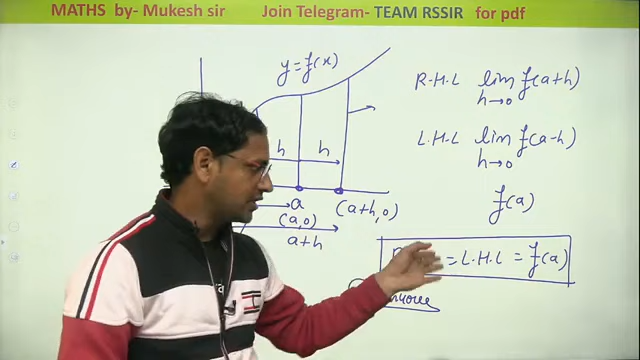 MATHS by- Mukesh sir Join Telegram- TEAM RSSIR for pdf
y = f(x)
R.H.L lim f(a+h)
h→0
L.H.L lim f(a-h)
h→0
f(a)
h h
a
(a,0) (a+h,0)
a+h
= L.H.L = f(a)